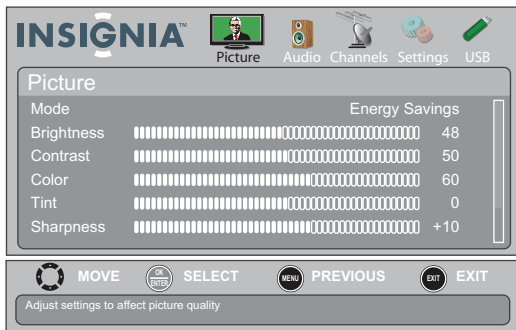 INSIGNIA™
Picture Audio Channels Settings USB
Picture
Mode Energy Savings
Brightness 48
Contrast 50
Color 60
Tint 0
Sharpness +10
MOVE OK ENTER SELECT MENU PREVIOUS EXIT EXIT
Adjust settings to affect picture quality